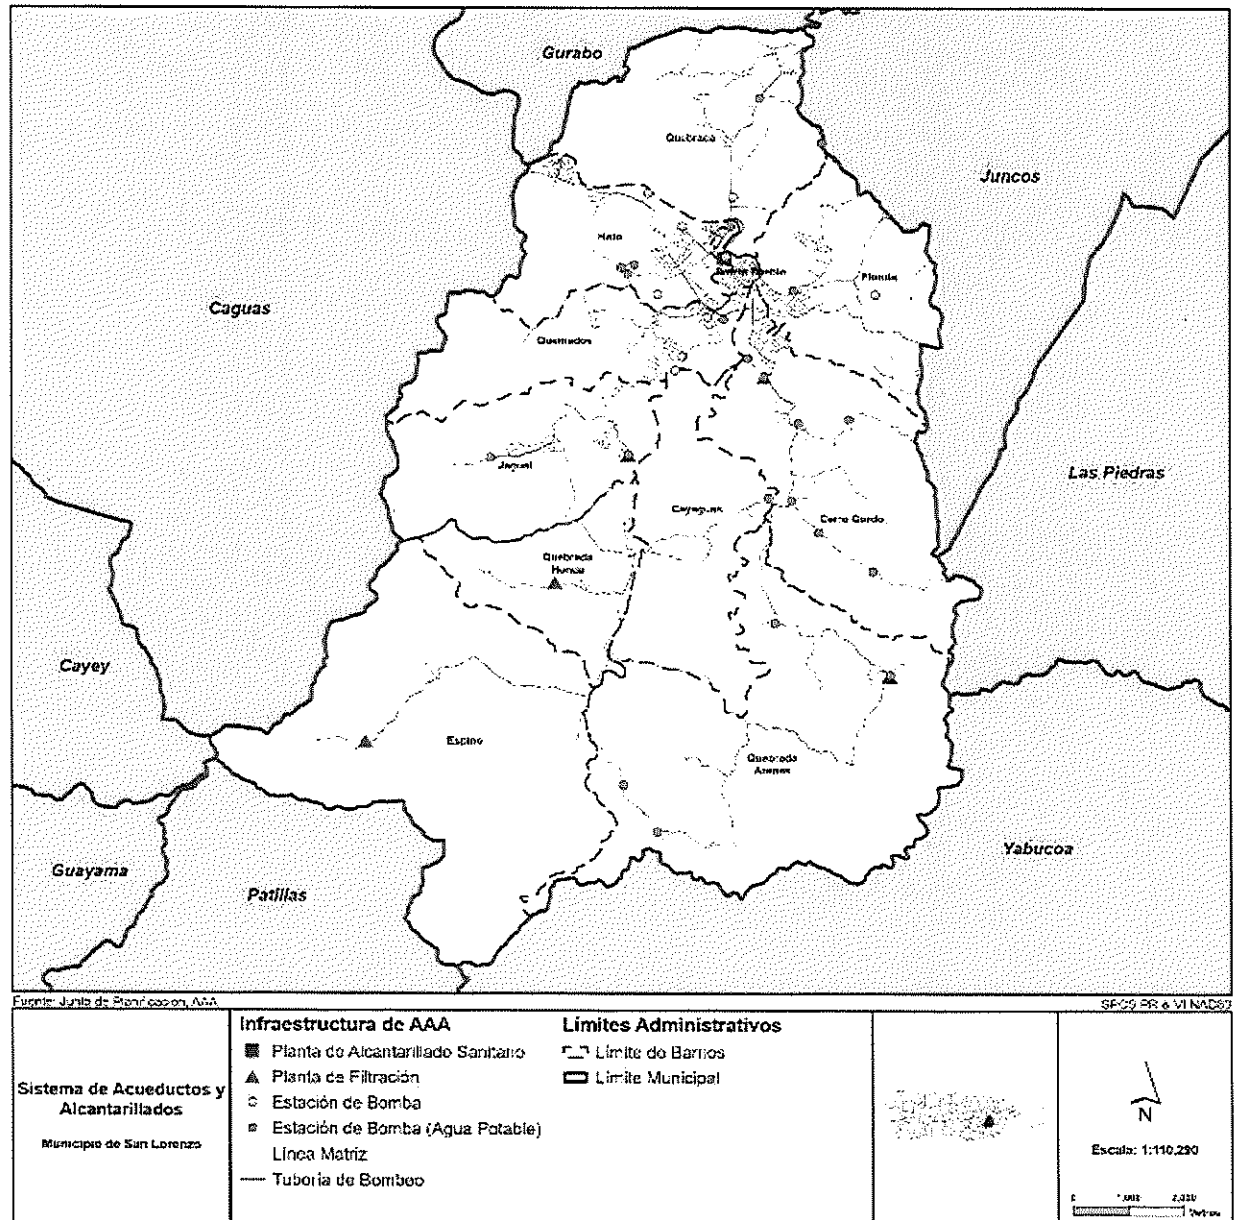 Gurabo
Quebrada
Juncos
Hato
Florida
Caguas
Quemados
Las Piedras
Jagual
Cayaguas
Cerro Gordo
Quebrada
Honda
Cayey
Espino
Quebrada
Arenas
Yabucoa
Guayama
Patillas
Fuente: Junta de Planificación, AAA
Sistema de Acueductos y
Alcantarillados
Municipio de San Lorenzo
Infraestructura de AAA
Planta de Alcantarillado Sanitario
Planta de Filtración
Estación de Bomba
Estación de Bomba (Agua Potable)
Línea Matriz
Tubería de Bombeo
Límites Administrativos
Límite de Barrios
Límite Municipal
N
Escala: 1:110,290